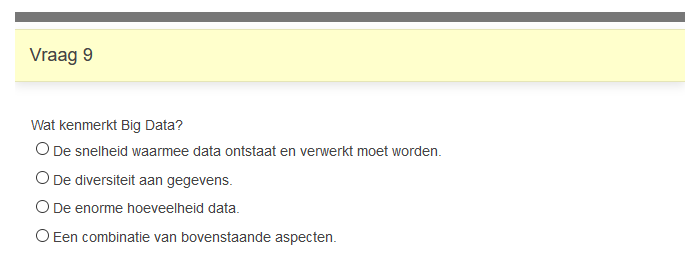 Vraag 9
Wat kenmerkt Big Data?
De snelheid waarmee data ontstaat en verwerkt moet worden.
De diversiteit aan gegevens.
De enorme hoeveelheid data.
Een combinatie van bovenstaande aspecten.